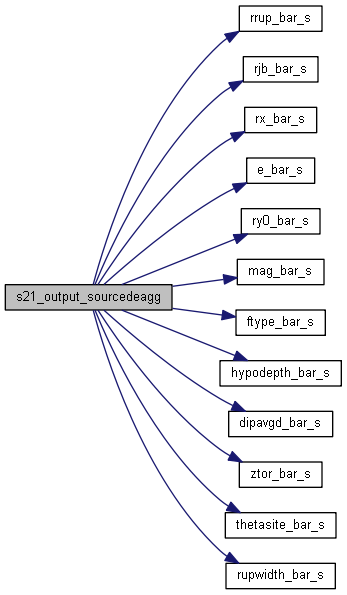 rrup_bar_s
rjb_bar_s
rx_bar_s
e_bar_s
ry0_bar_s
mag_bar_s
s21_output_sourcedeagg
ftype_bar_s
hypodepth_bar_s
dipavgd_bar_s
ztor_bar_s
thetasite_bar_s
rupwidth_bar_s